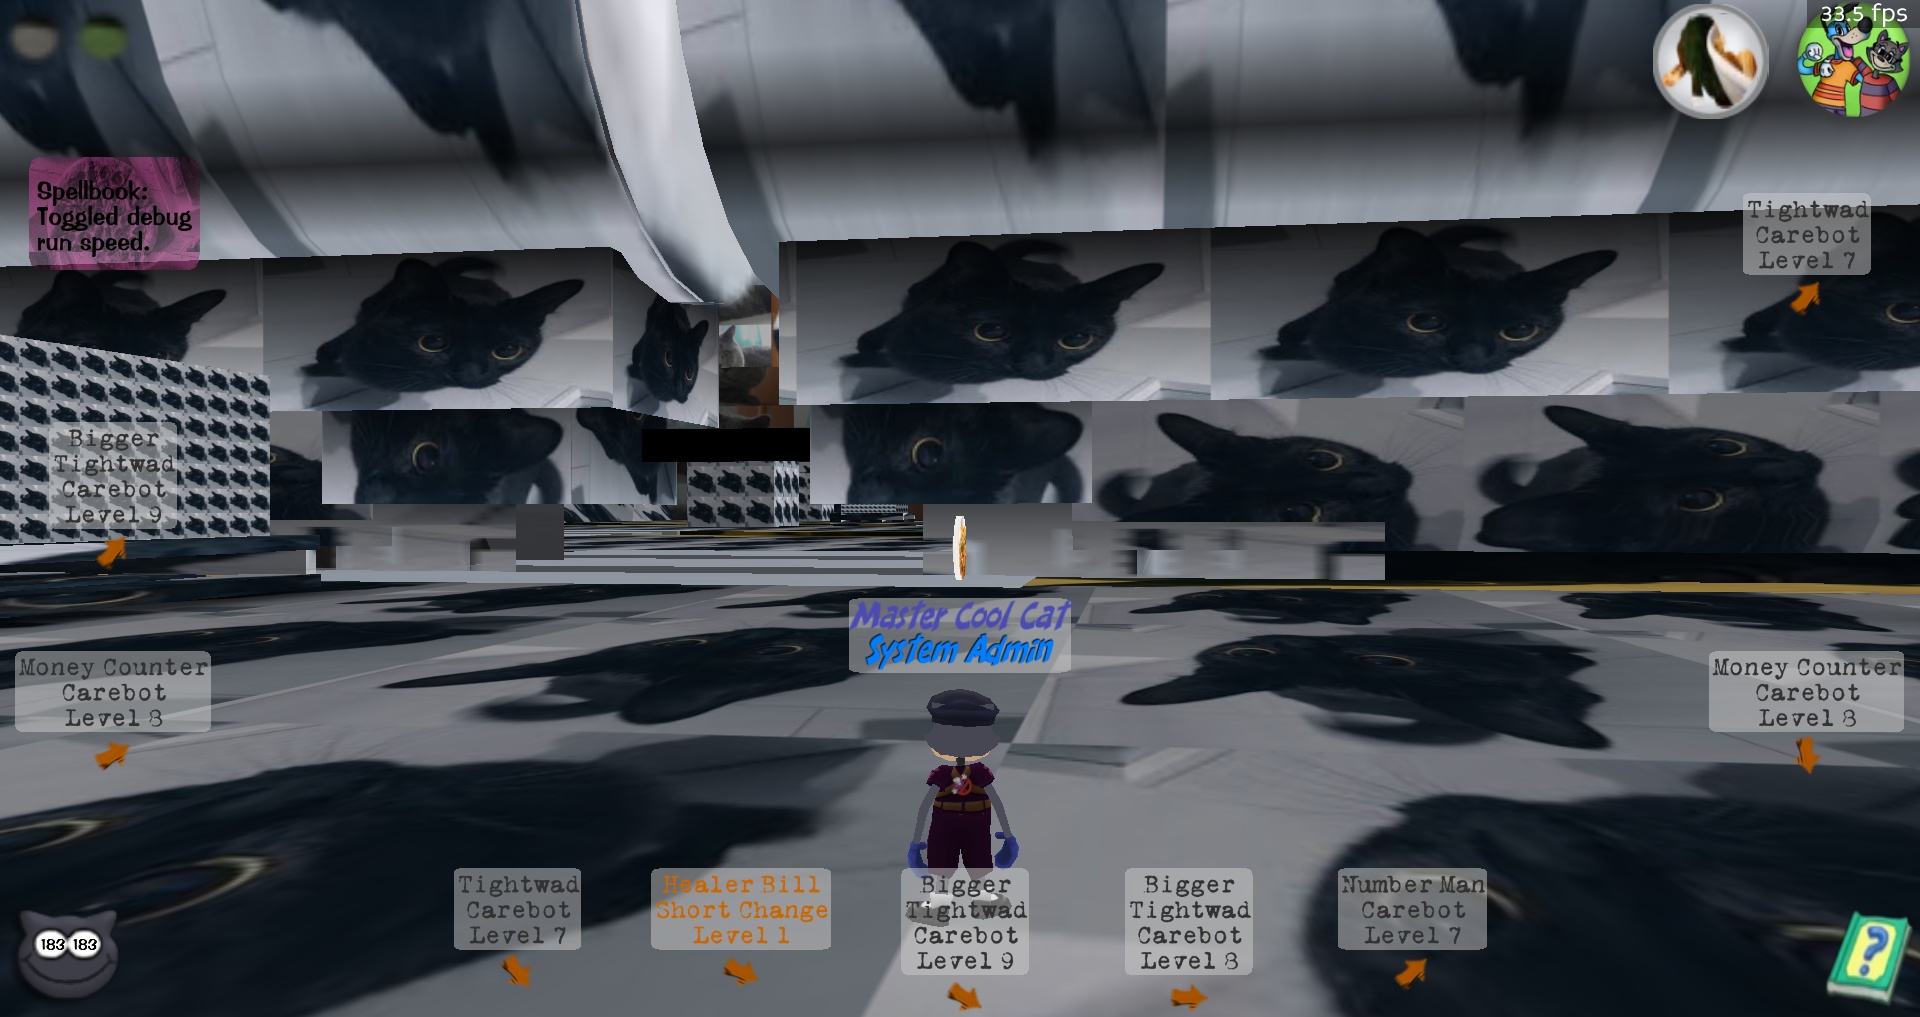 33.5 fps
Spellbook:
Toggled debug
run speed.
Tightwad
Carebot
Level 7
Bigger
Tightwad
Carebot
Level 9
Master Cool Cat
System Admin
Money Counter
Carebot
Level 8
Money Counter
Carebot
Level 8
Tightwad
Carebot
Level 7
Healer Bill
Short Change
Level 1
Bigger
Tightwad
Carebot
Level 9
Bigger
Tightwad
Carebot
Level 8
Number Man
Carebot
Level 7
183 183
?